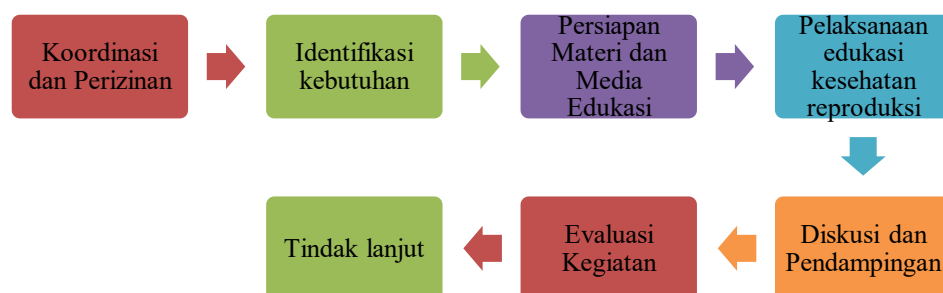 Koordinasi
dan Perizinan
Identifikasi
kebutuhan
Persiapan
Materi dan
Media
Edukasi
Pelaksanaan
edukasi
kesehatan
reproduksi
Diskusi dan
Pendampingan
Evaluasi
Kegiatan
Tindak lanjut